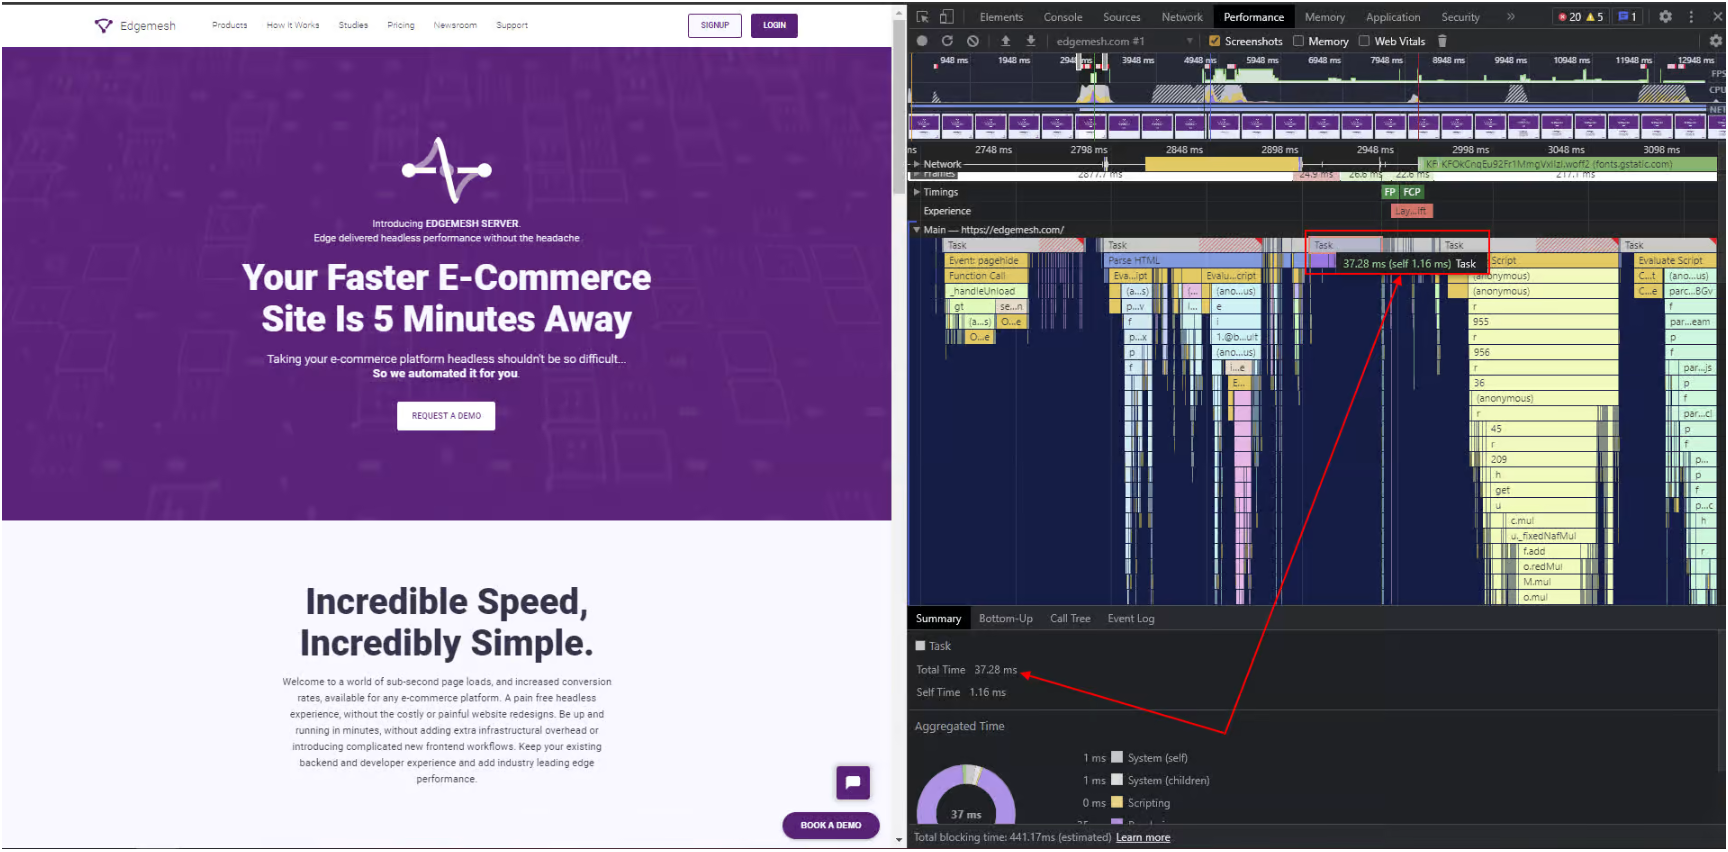 Edgemesh
Products
How It Works
Studies
Pricing
Newsroom
Support
SIGNUP
LOGIN
Introducing EDGEMESH SERVER.
Edge delivered headless performance without the headache
Your Faster E-Commerce
Site Is 5 Minutes Away
Taking your e-commerce platform headless shouldn't be so difficult...
So we automated it for you.
REQUEST A DEMO
Incredible Speed,
Incredibly Simple.
Welcome to a world of sub-second page loads, and increased conversion
rates, available for any e-commerce platform. A pain free headless
experience, without the costly or painful website redesigns. Be up and
running in minutes, without adding extra infrastructural overhead or
introducing complicated new frontend workflows. Keep your existing
backend and developer experience and add industry leading edge
performance.
BOOK A DEMO
Elements
Console
Sources
Network
Performance
Memory
Application
Security
»
20
5
1
edgemesh.com #1
Screenshots
Memory
Web Vitals
948 ms
1948 ms
2948 ms
3948 ms
4948 ms
5948 ms
6948 ms
7948 ms
8948 ms
9948 ms
10948 ms
11948 ms
12948 ms
FPS
CPU
NET
ms
2748 ms
2798 ms
2848 ms
2898 ms
2948 ms
2998 ms
3048 ms
3098 ms
Network
KFOkCnqEu92Fr1MmgVxIIzI.woff2 (fonts.gstatic.com)
Frames
2877.7 ms
24.9 ms
26.6 ms
22.6 ms
217.1 ms
Timings
FP
FCP
Experience
Lay...ift
Main — https://edgemesh.com/
Task
Task
Task
Task
Task
37.28 ms (self 1.16 ms) Task
Event: pagehide
Parse HTML
Script
Evaluate Script
Function Call
Eva...ipt
Evalu...cript
(anonymous)
C...t
(ano...us)
_handleUnload
(a...s)
(...
(ano...us)
(anonymous)
C...e
parc...BGv
gt
se...n
p...v
i...
e
r
f
(a...s)
O...e
f
i
955
par...eam
O...e
p...x
1.@b...uit
r
p
p
(ano...us)
956
f
f
i...e
r
par...js
E...
36
p
(anonymous)
f
r
par...cl
45
p
r
f
209
p...
h
p
get
f
u
p...c
c.mul
h
u._fixedNafMul
f
f.add
r
o.redMul
M.mul
o.mul
Summary
Bottom-Up
Call Tree
Event Log
Task
Total Time 37.28 ms
Self Time 1.16 ms
Aggregated Time
37 ms
1 ms System (self)
1 ms System (children)
0 ms Scripting
Total blocking time: 441.17ms (estimated) Learn more